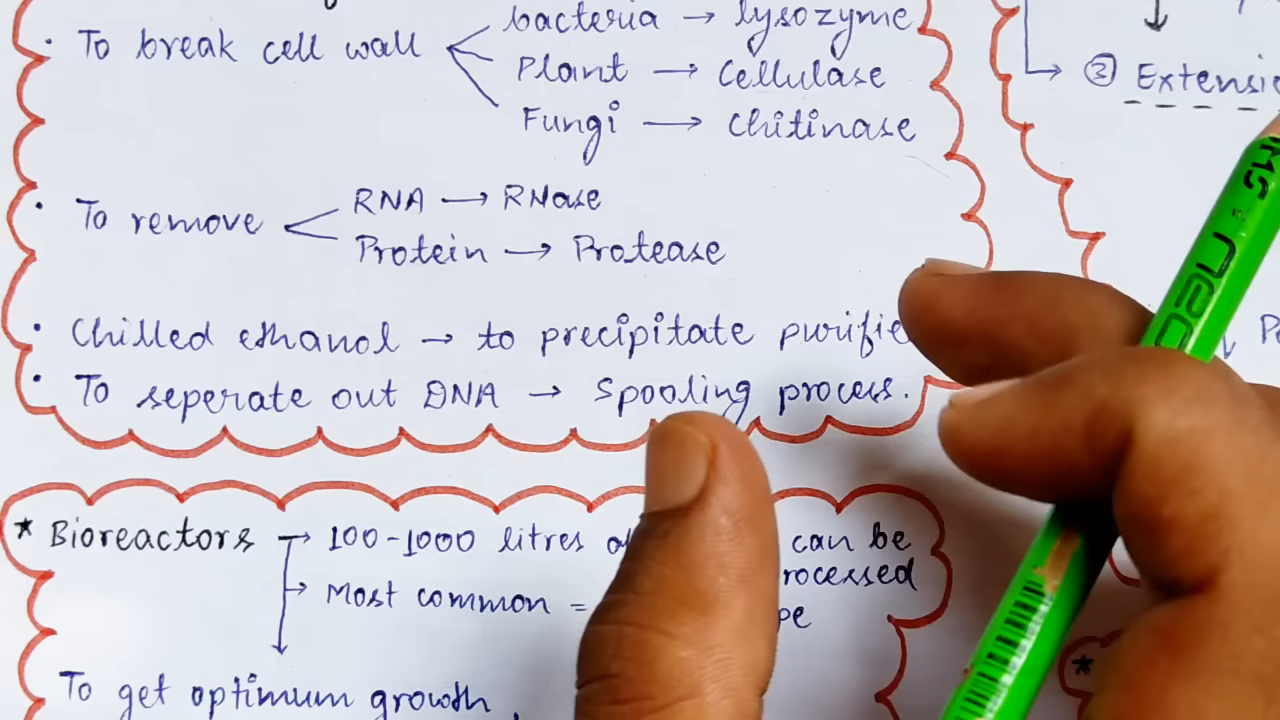 · To break cell wall
bacteria → lysozyme
Plant → Cellulase
Fungi → Chitinase
· To remove
RNA → RNase
Protein → Protease
· Chilled ethanol → to precipitate purifie
· To seperate out DNA → Spooling process.
* Bioreactors → 100-1000 litres can be
rocessed
→ Most common =
pe
To get optimum growth
→ ③ Extensi
*
neo